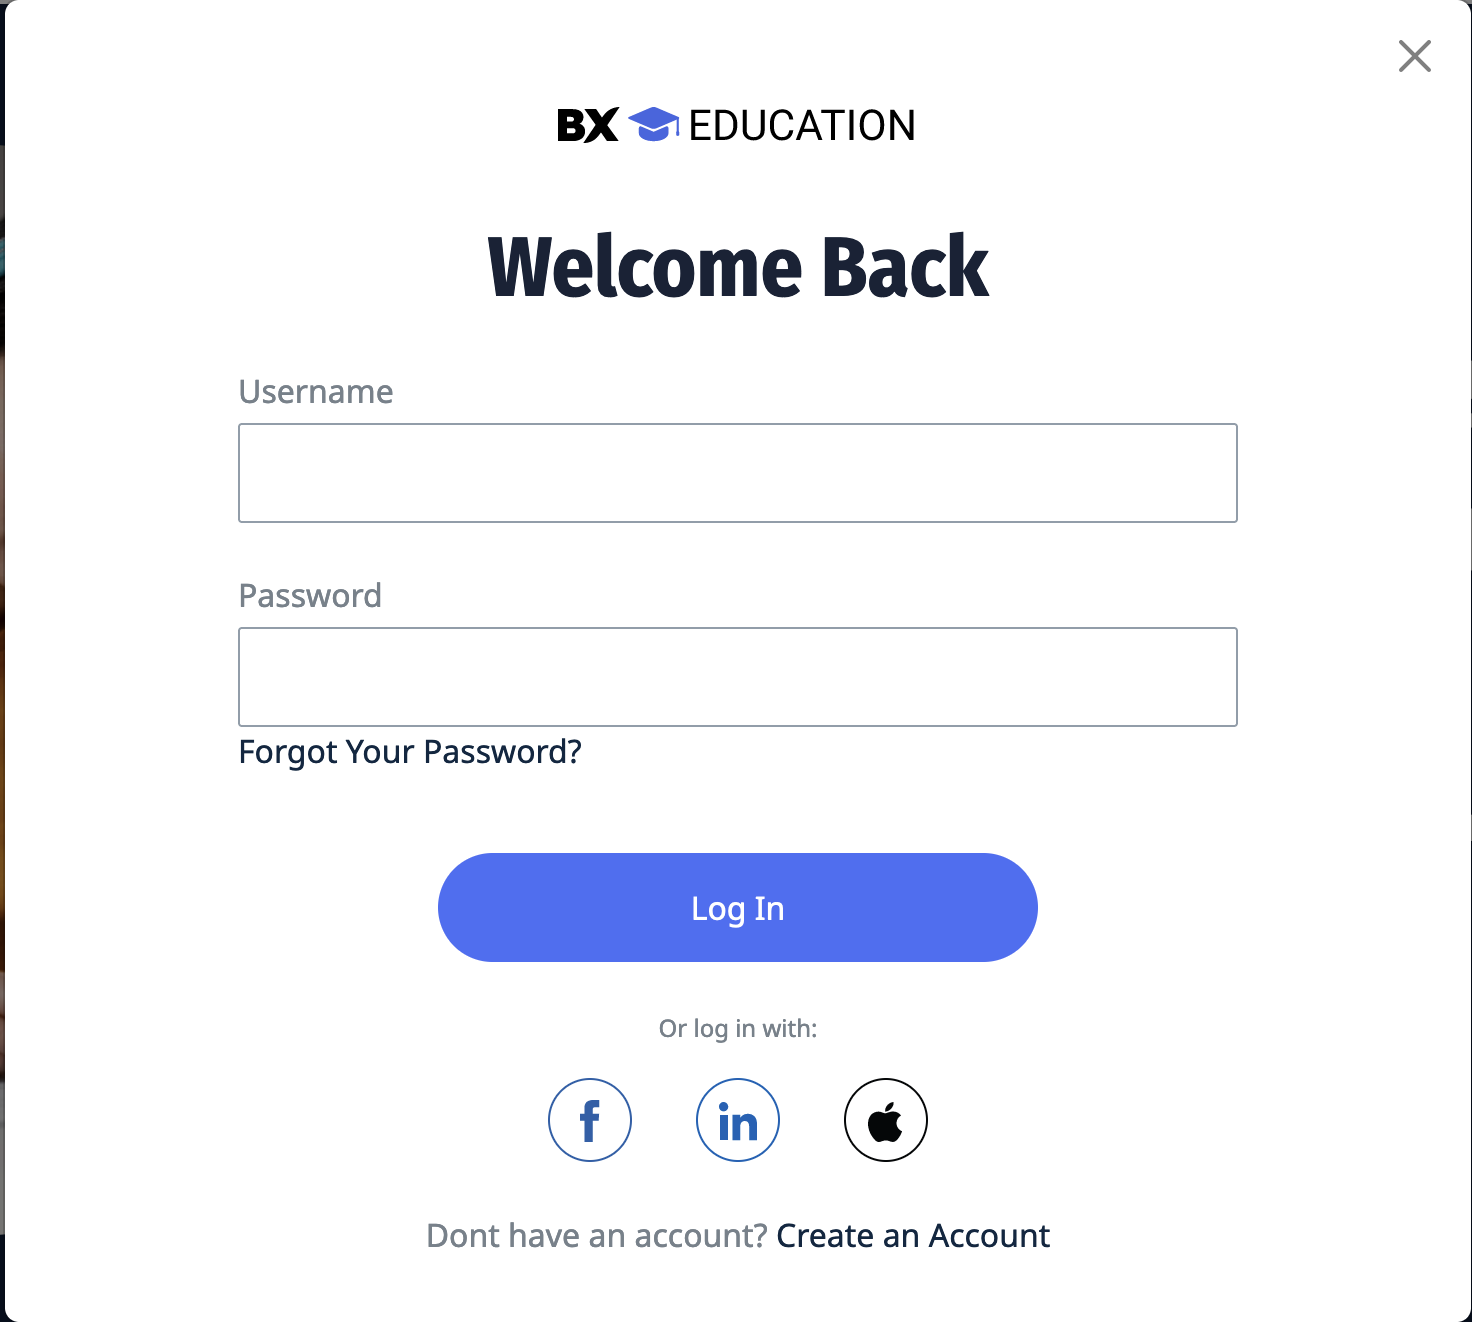 BX EDUCATION
Welcome Back
Username
Password
Forgot Your Password?
Log In
Or log in with:
f in
Dont have an account? Create an Account